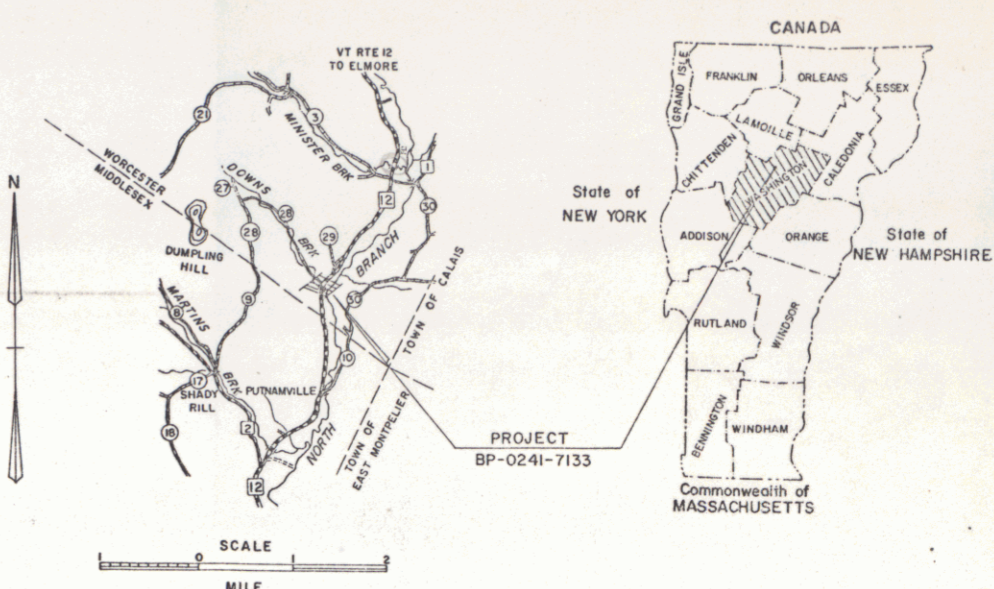 CANADA
VT RTE 12
TO ELMORE
GRAND ISLE
FRANKLIN
ORLEANS
ESSEX
LAMOILLE
CHITTENDEN
WASHINGTON
CALEDONIA
State of
NEW YORK
ADDISON
ORANGE
State of
NEW HAMPSHIRE
RUTLAND
WINDSOR
BENNINGTON
WINDHAM
Commonwealth of
MASSACHUSETTS
N
21
3
MINISTER BRK
1
WORCESTER
MIDDLESEX
DOWNS
BRK
27
28
12
30
28
29
BRANCH
DUMPLING
HILL
TOWN OF CALAIS
30
MARTINS
BRK
8
9
10
17
SHADY
RILL
PUTNAMVILLE
18
2
NORTH
12
TOWN OF
EAST MONTPELIER
PROJECT
BP-0241-7133
SCALE
1 0 1 2
MILE